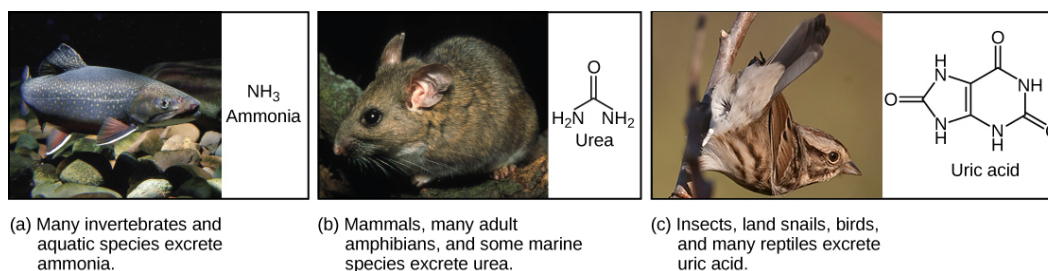 NH3
Ammonia
O
H2N NH2
Urea
O
H
N
NH
O
N
H
N
H
O
Uric acid
(a) Many invertebrates and
aquatic species excrete
ammonia.
(b) Mammals, many adult
amphibians, and some marine
species excrete urea.
(c) Insects, land snails, birds,
and many reptiles excrete
uric acid.